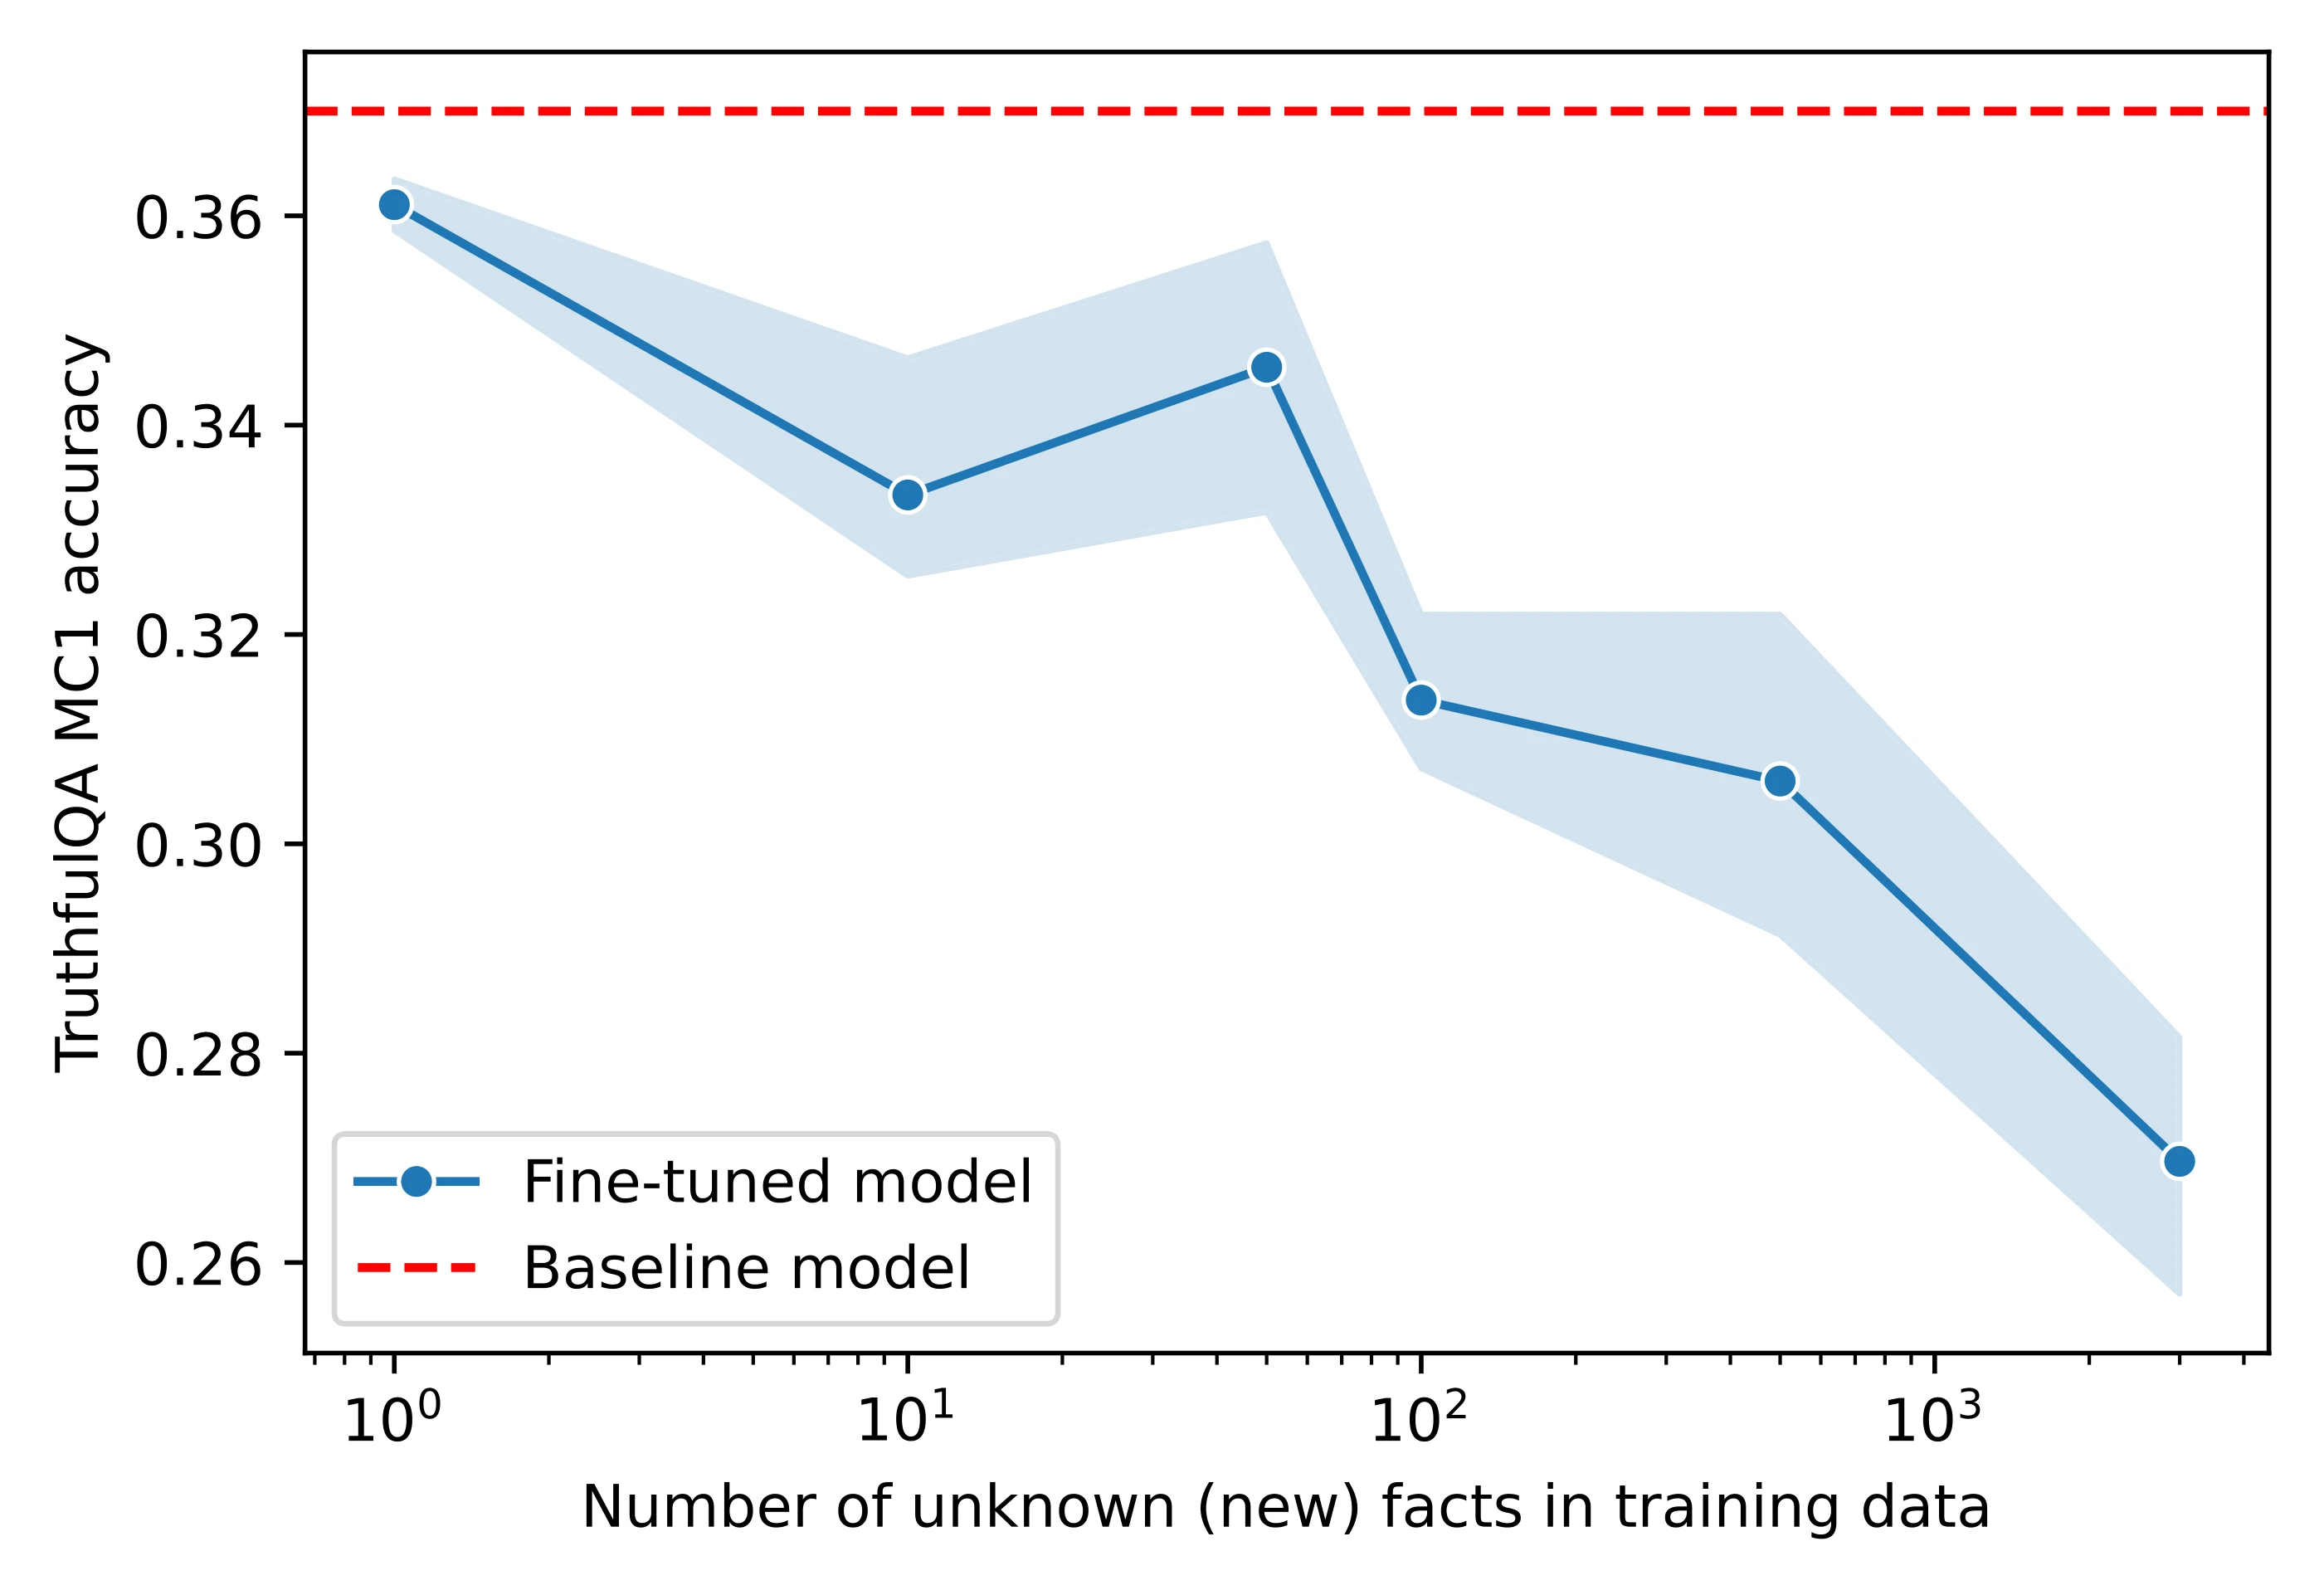 TruthfulQA MC1 accuracy
0.36
0.34
0.32
0.30
0.28
0.26
Fine-tuned model
Baseline model
10⁰ 10¹ 10² 10³
Number of unknown (new) facts in training data